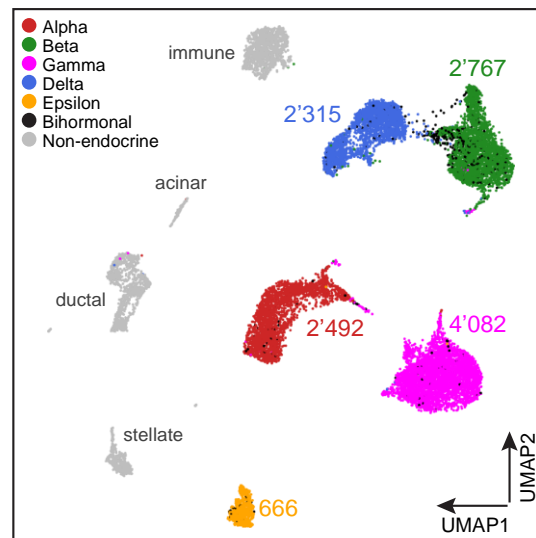 Alpha
Beta
Gamma
Delta
Epsilon
Bihormonal
Non-endocrine
immune
2’767
2’315
acinar
ductal
2’492
4’082
stellate
666
UMAP1
UMAP2